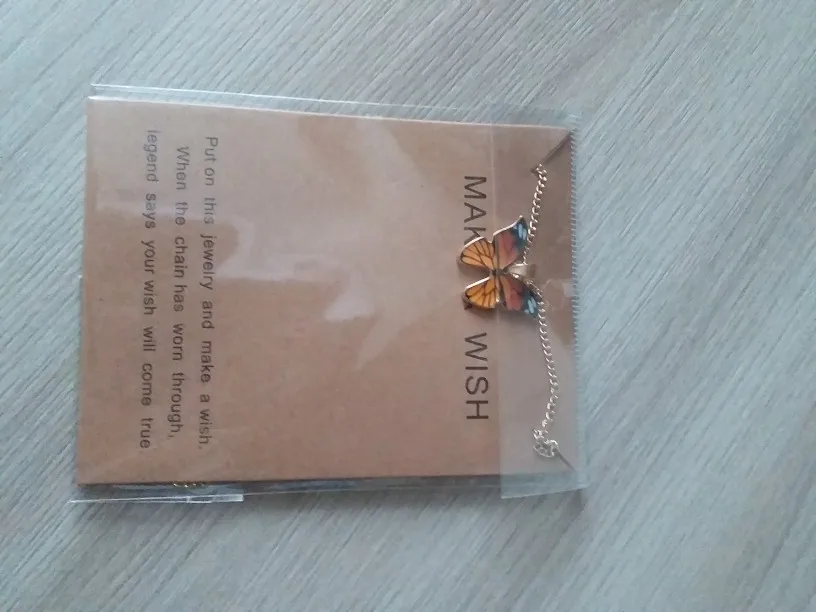 MAK WISH
Put on this jewelry and make a wish.
When the chain has worn through,
legend says your wish will come true